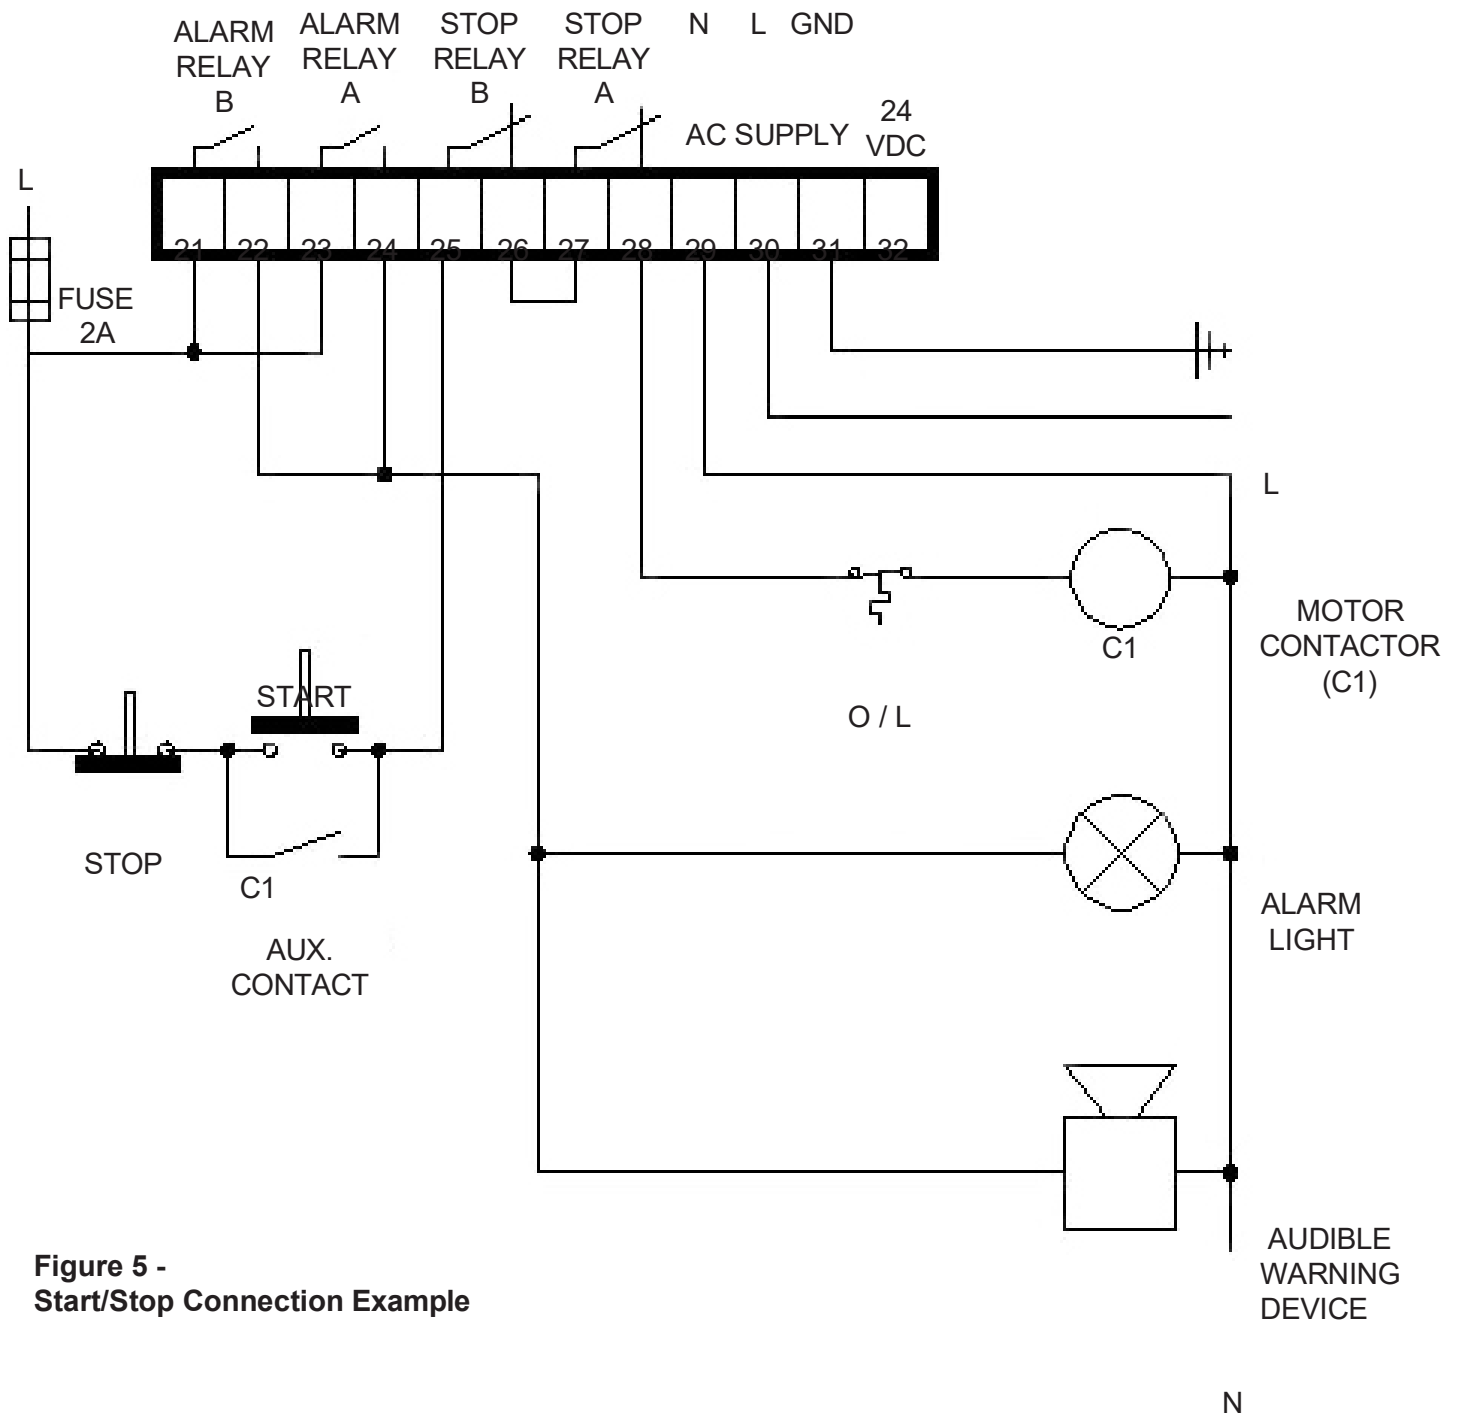 ALARM
RELAY
B
ALARM
RELAY
A
STOP
RELAY
B
STOP
RELAY
A
N L GND
AC SUPPLY
24
VDC
L
21 22 23 24 25 26 27 28 29 30 31 32
FUSE
2A
L
MOTOR
CONTACTOR
(C1)
C1
START
O / L
STOP
C1
AUX.
CONTACT
ALARM
LIGHT
AUDIBLE
WARNING
DEVICE
Figure 5 -
Start/Stop Connection Example
N